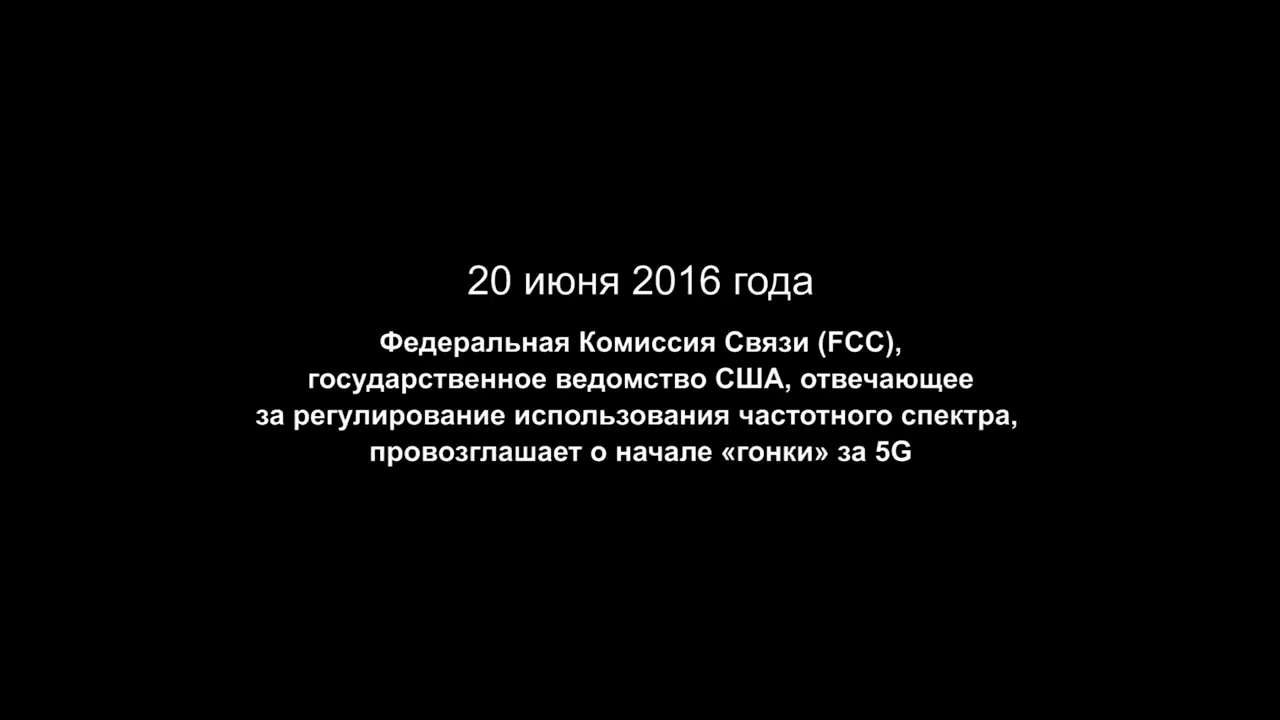 20 июня 2016 года
Федеральная Комиссия Связи (FCC),
государственное ведомство США, отвечающее
за регулирование использования частотного спектра,
провозглашает о начале «гонки» за 5G